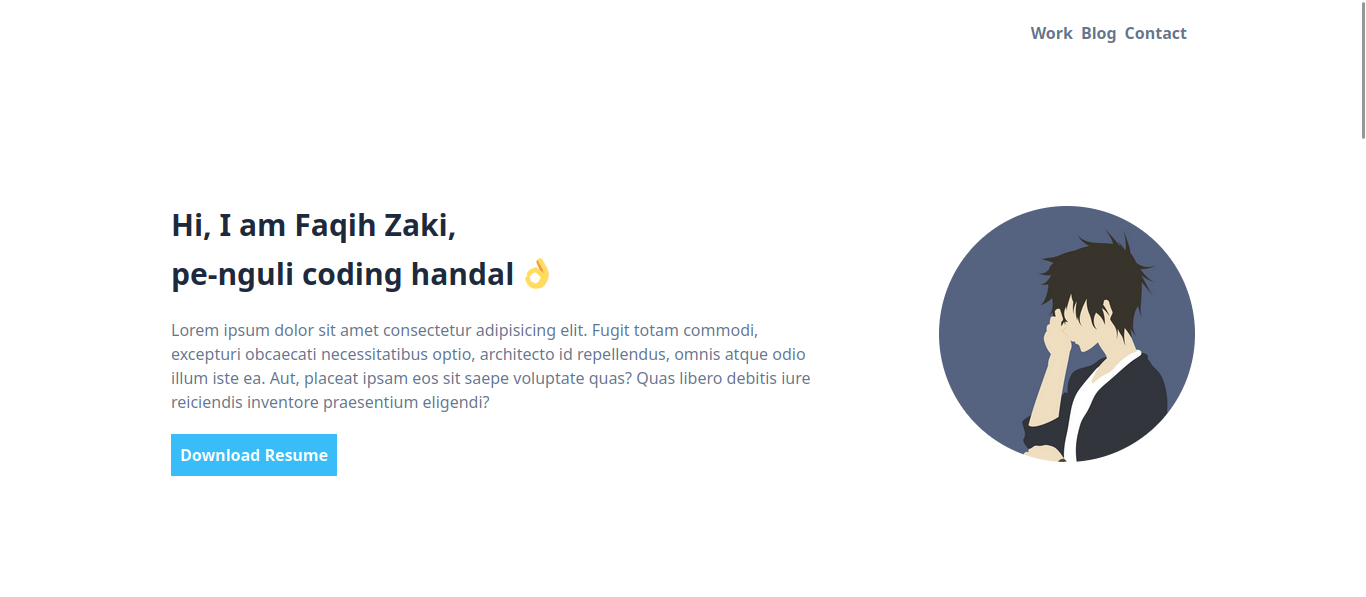 Work Blog Contact
Hi, I am Faqih Zaki,
pe-nguli coding handal 👌
Lorem ipsum dolor sit amet consectetur adipisicing elit. Fugit totam commodi,
excepturi obcaecati necessitatibus optio, architecto id repellendus, omnis atque odio
illum iste ea. Aut, placeat ipsam eos sit saepe voluptate quas? Quas libero debitis iure
reiciendis inventore praesentium eligendi?
Download Resume